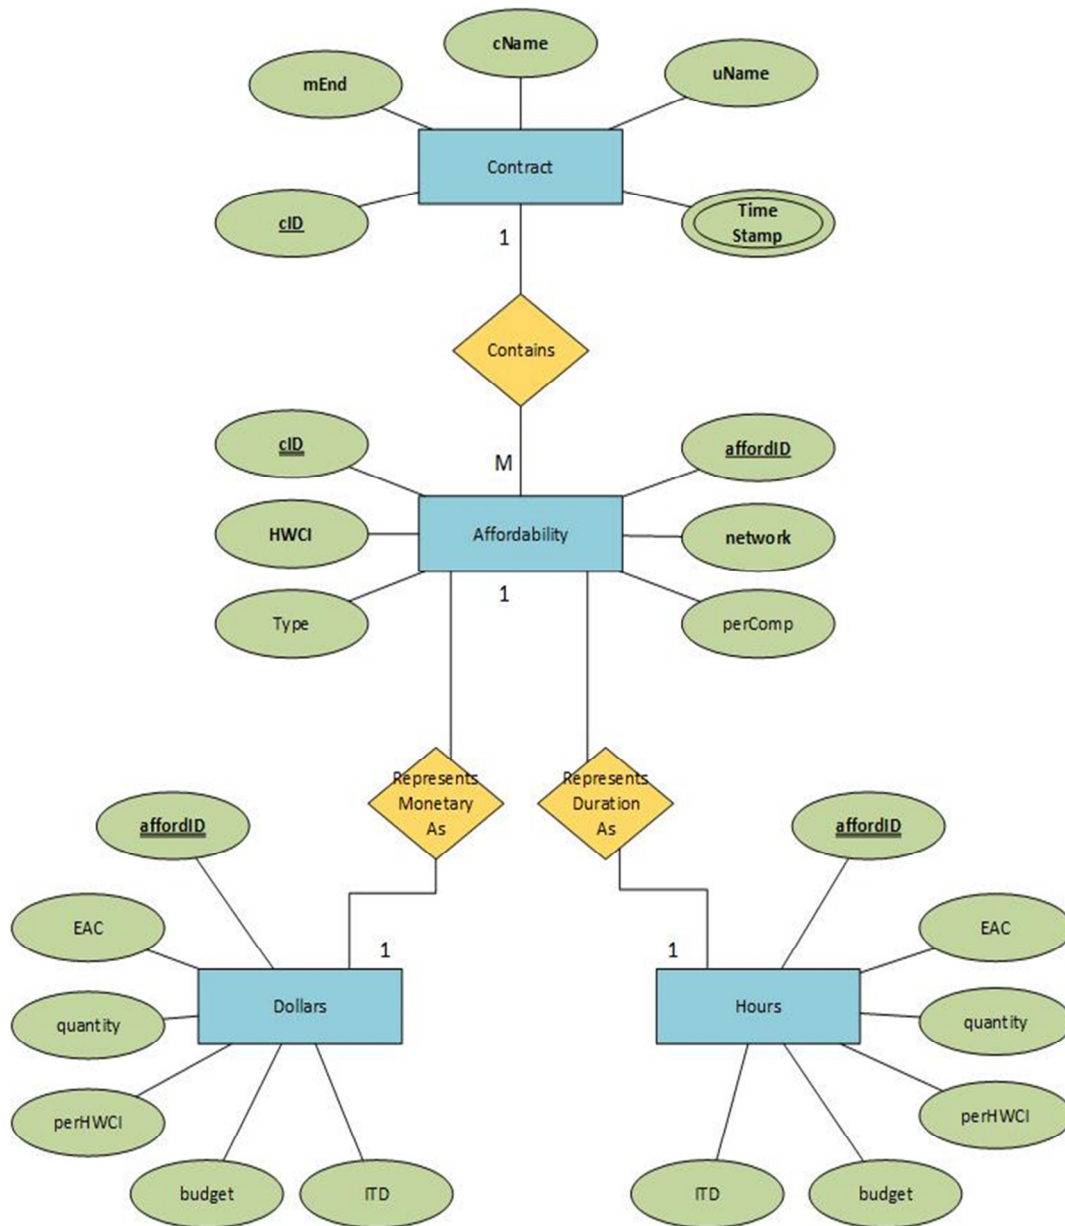 cName
mEnd
uName
Contract
cID
Time
Stamp
1
Contains
cID
affordID
M
HWCI
Affordability
network
1
Type
perComp
Represents
Monetary
As
Represents
Duration
As
affordID
affordID
EAC
EAC
1
1
Dollars
Hours
quantity
quantity
perHWCI
perHWCI
budget
ITD
ITD
budget